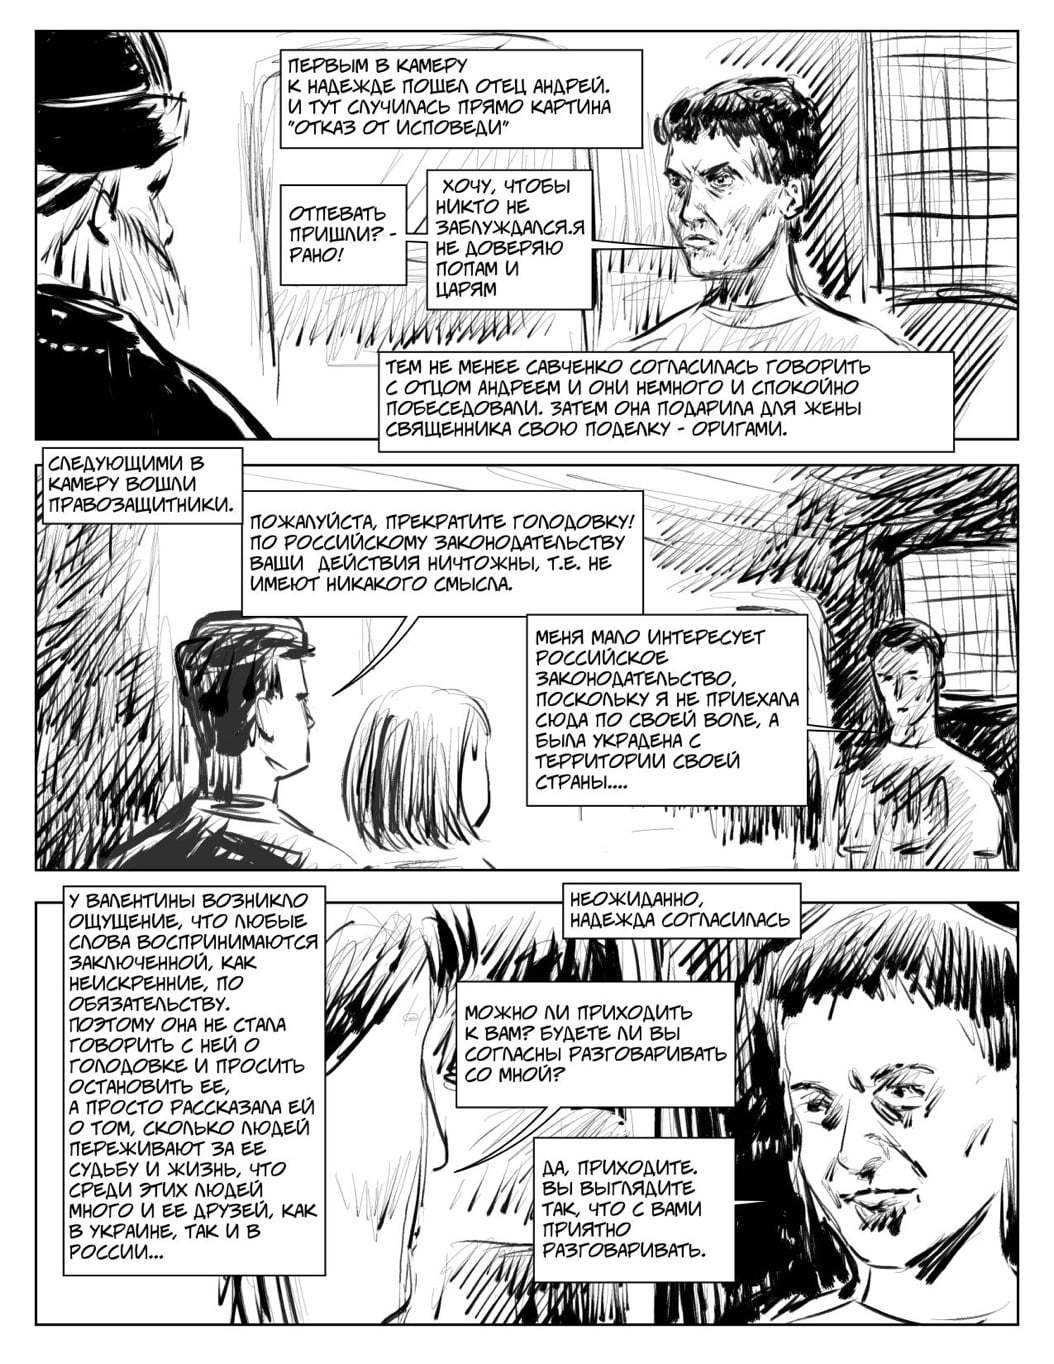 ПЕРВЫМ В КАМЕРУ
К НАДЕЖДЕ ПОШЕЛ ОТЕЦ АНДРЕЙ.
И ТУТ СЛУЧИЛАСЬ ПРЯМО КАРТИНА
"ОТКАЗ ОТ ИСПОВЕДИ"
ОТПЕВАТЬ
ПРИШЛИ? -
РАНО!
ХОЧУ, ЧТОБЫ
НИКТО НЕ
ЗАБЛУЖДАЛСЯ.Я
НЕ ДОВЕРЯЮ
ПОПАМ И
ЦАРЯМ
ТЕМ НЕ МЕНЕЕ САВЧЕНКО СОГЛАСИЛАСЬ ГОВОРИТЬ
С ОТЦОМ АНДРЕЕМ И ОНИ НЕМНОГО И СПОКОЙНО
ПОБЕСЕДОВАЛИ. ЗАТЕМ ОНА ПОДАРИЛА ДЛЯ ЖЕНЫ
СВЯЩЕННИКА СВОЮ ПОДЕЛКУ - ОРИГАМИ.
СЛЕДУЮЩИМИ В
КАМЕРУ ВОШЛИ
ПРАВОЗАЩИТНИКИ.
ПОЖАЛУЙСТА, ПРЕКРАТИТЕ ГОЛОДОВКУ!
ПО РОССИЙСКОМУ ЗАКОНОДАТЕЛЬСТВУ
ВАШИ ДЕЙСТВИЯ НИЧТОЖНЫ, Т.Е. НЕ
ИМЕЮТ НИКАКОГО СМЫСЛА.
МЕНЯ МАЛО ИНТЕРЕСУЕТ
РОССИЙСКОЕ
ЗАКОНОДАТЕЛЬСТВО,
ПОСКОЛЬКУ Я НЕ ПРИЕХАЛА
СЮДА ПО СВОЕЙ ВОЛЕ, А
БЫЛА УКРАДЕНА С
ТЕРРИТОРИИ СВОЕЙ
СТРАНЫ....
У ВАЛЕНТИНЫ ВОЗНИКЛО
ОЩУЩЕНИЕ, ЧТО ЛЮБЫЕ
СЛОВА ВОСПРИНИМАЮТСЯ
ЗАКЛЮЧЕННОЙ, КАК
НЕИСКРЕННИЕ, ПО
ОБЯЗАТЕЛЬСТВУ.
ПОЭТОМУ ОНА НЕ СТАЛА
ГОВОРИТЬ С НЕЙ О
ГОЛОДОВКЕ И ПРОСИТЬ
ОСТАНОВИТЬ ЕЕ,
А ПРОСТО РАССКАЗАЛА ЕЙ
О ТОМ, СКОЛЬКО ЛЮДЕЙ
ПЕРЕЖИВАЮТ ЗА ЕЕ
СУДЬБУ И ЖИЗНЬ, ЧТО
СРЕДИ ЭТИХ ЛЮДЕЙ
МНОГО И ЕЕ ДРУЗЕЙ, КАК
В УКРАИНЕ, ТАК И В
РОССИИ...
НЕОЖИДАННО,
НАДЕЖДА СОГЛАСИЛАСЬ
МОЖНО ЛИ ПРИХОДИТЬ
К ВАМ? БУДЕТЕ ЛИ ВЫ
СОГЛАСНЫ РАЗГОВАРИВАТЬ
СО МНОЙ?
ДА, ПРИХОДИТЕ.
ВЫ ВЫГЛЯДИТЕ
ТАК, ЧТО С ВАМИ
ПРИЯТНО
РАЗГОВАРИВАТЬ.